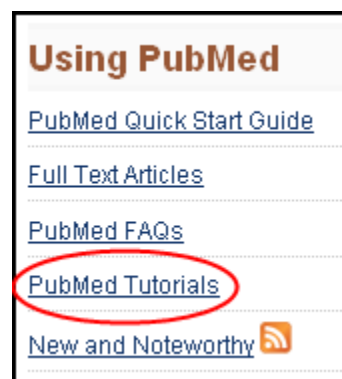 Using PubMed
PubMed Quick Start Guide
Full Text Articles
PubMed FAQs
PubMed Tutorials
New and Noteworthy